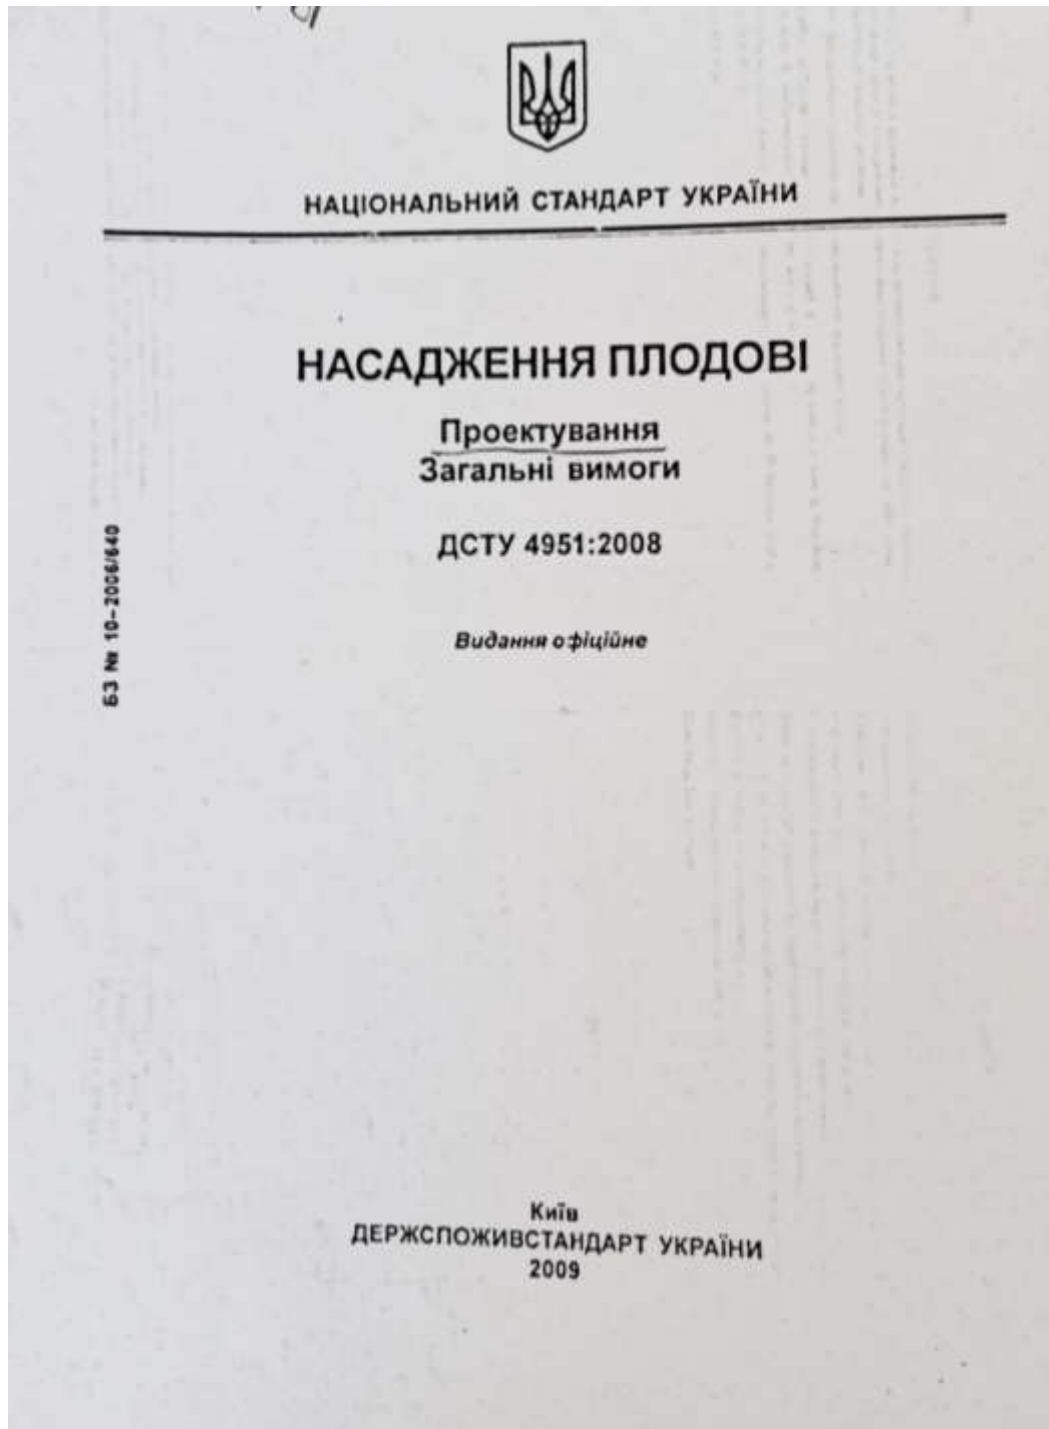 НАЦІОНАЛЬНИЙ СТАНДАРТ УКРАЇНИ
НАСАДЖЕННЯ ПЛОДОВІ
Проектування
Загальні вимоги
ДСТУ 4951:2008
Видання офіційне
БЗ № 10–2006/640
Київ
ДЕРЖСПОЖИВСТАНДАРТ УКРАЇНИ
2009